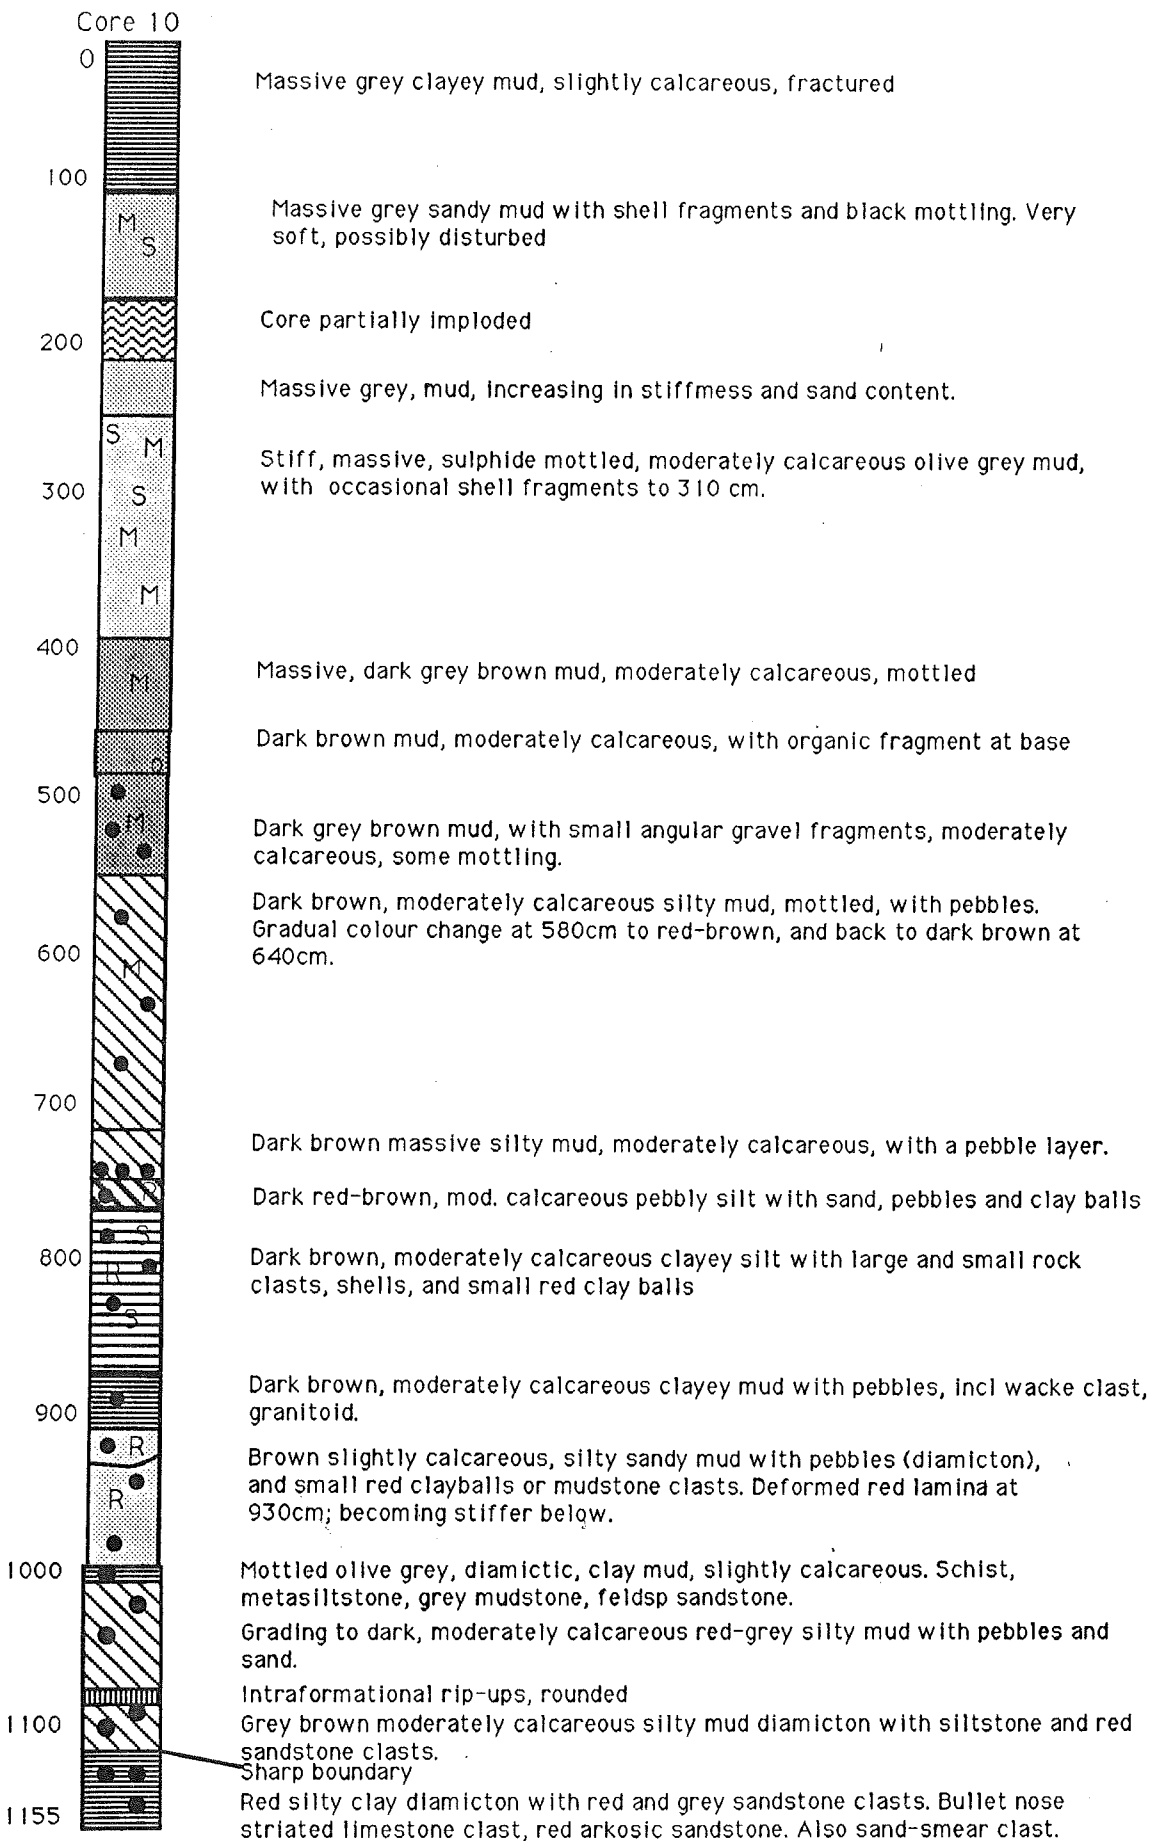 Core 10
0
Massive grey clayey mud, slightly calcareous, fractured
100
Massive grey sandy mud with shell fragments and black mottling. Very
soft, possibly disturbed
M
S
Core partially imploded
200
Massive grey, mud, increasing in stiffmess and sand content.
S M
Stiff, massive, sulphide mottled, moderately calcareous olive grey mud,
with occasional shell fragments to 310 cm.
300
S
M
M
400
Massive, dark grey brown mud, moderately calcareous, mottled
M
Dark brown mud, moderately calcareous, with organic fragment at base
O
500
M
Dark grey brown mud, with small angular gravel fragments, moderately
calcareous, some mottling.
Dark brown, moderately calcareous silty mud, mottled, with pebbles.
Gradual colour change at 580cm to red-brown, and back to dark brown at
640cm.
600
M
700
Dark brown massive silty mud, moderately calcareous, with a pebble layer.
R
Dark red-brown, mod. calcareous pebbly silt with sand, pebbles and clay balls
S
800
Dark brown, moderately calcareous clayey silt with large and small rock
clasts, shells, and small red clay balls
R
S
Dark brown, moderately calcareous clayey mud with pebbles, incl wacke clast,
granitoid.
900
R
Brown slightly calcareous, silty sandy mud with pebbles (diamicton),
and small red clayballs or mudstone clasts. Deformed red lamina at
930cm; becoming stiffer below.
R
1000
Mottled olive grey, diamictic, clay mud, slightly calcareous. Schist,
metasiltstone, grey mudstone, feldsp sandstone.
Grading to dark, moderately calcareous red-grey silty mud with pebbles and
sand.
Intraformational rip-ups, rounded
1100
Grey brown moderately calcareous silty mud diamicton with siltstone and red
sandstone clasts.
Sharp boundary
1155
Red silty clay diamicton with red and grey sandstone clasts. Bullet nose
striated limestone clast, red arkosic sandstone. Also sand-smear clast.